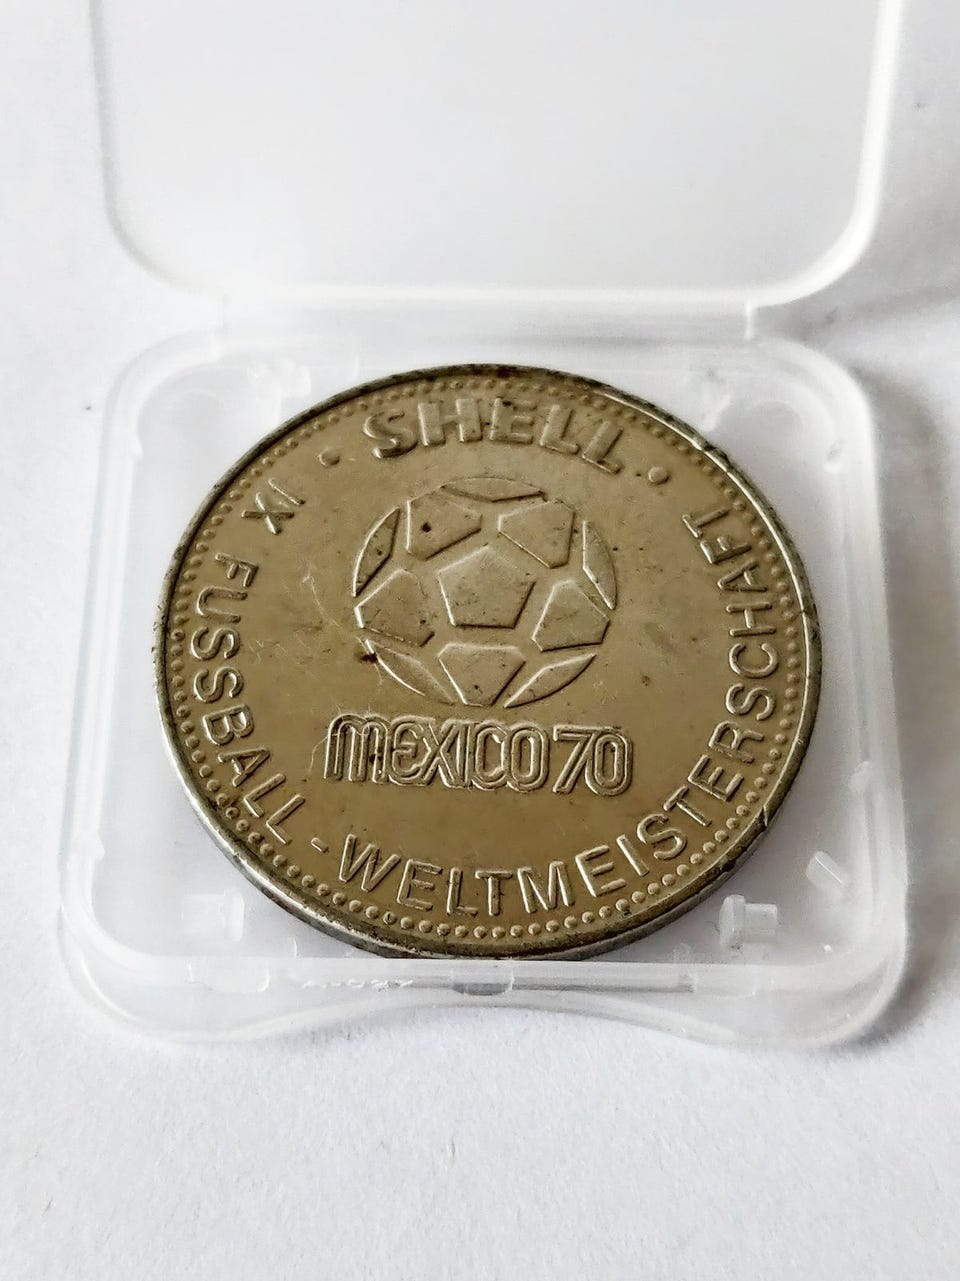 · SHELL ·
IX FUSSBALL-WELTMEISTERSCHAFT
MEXICO 70